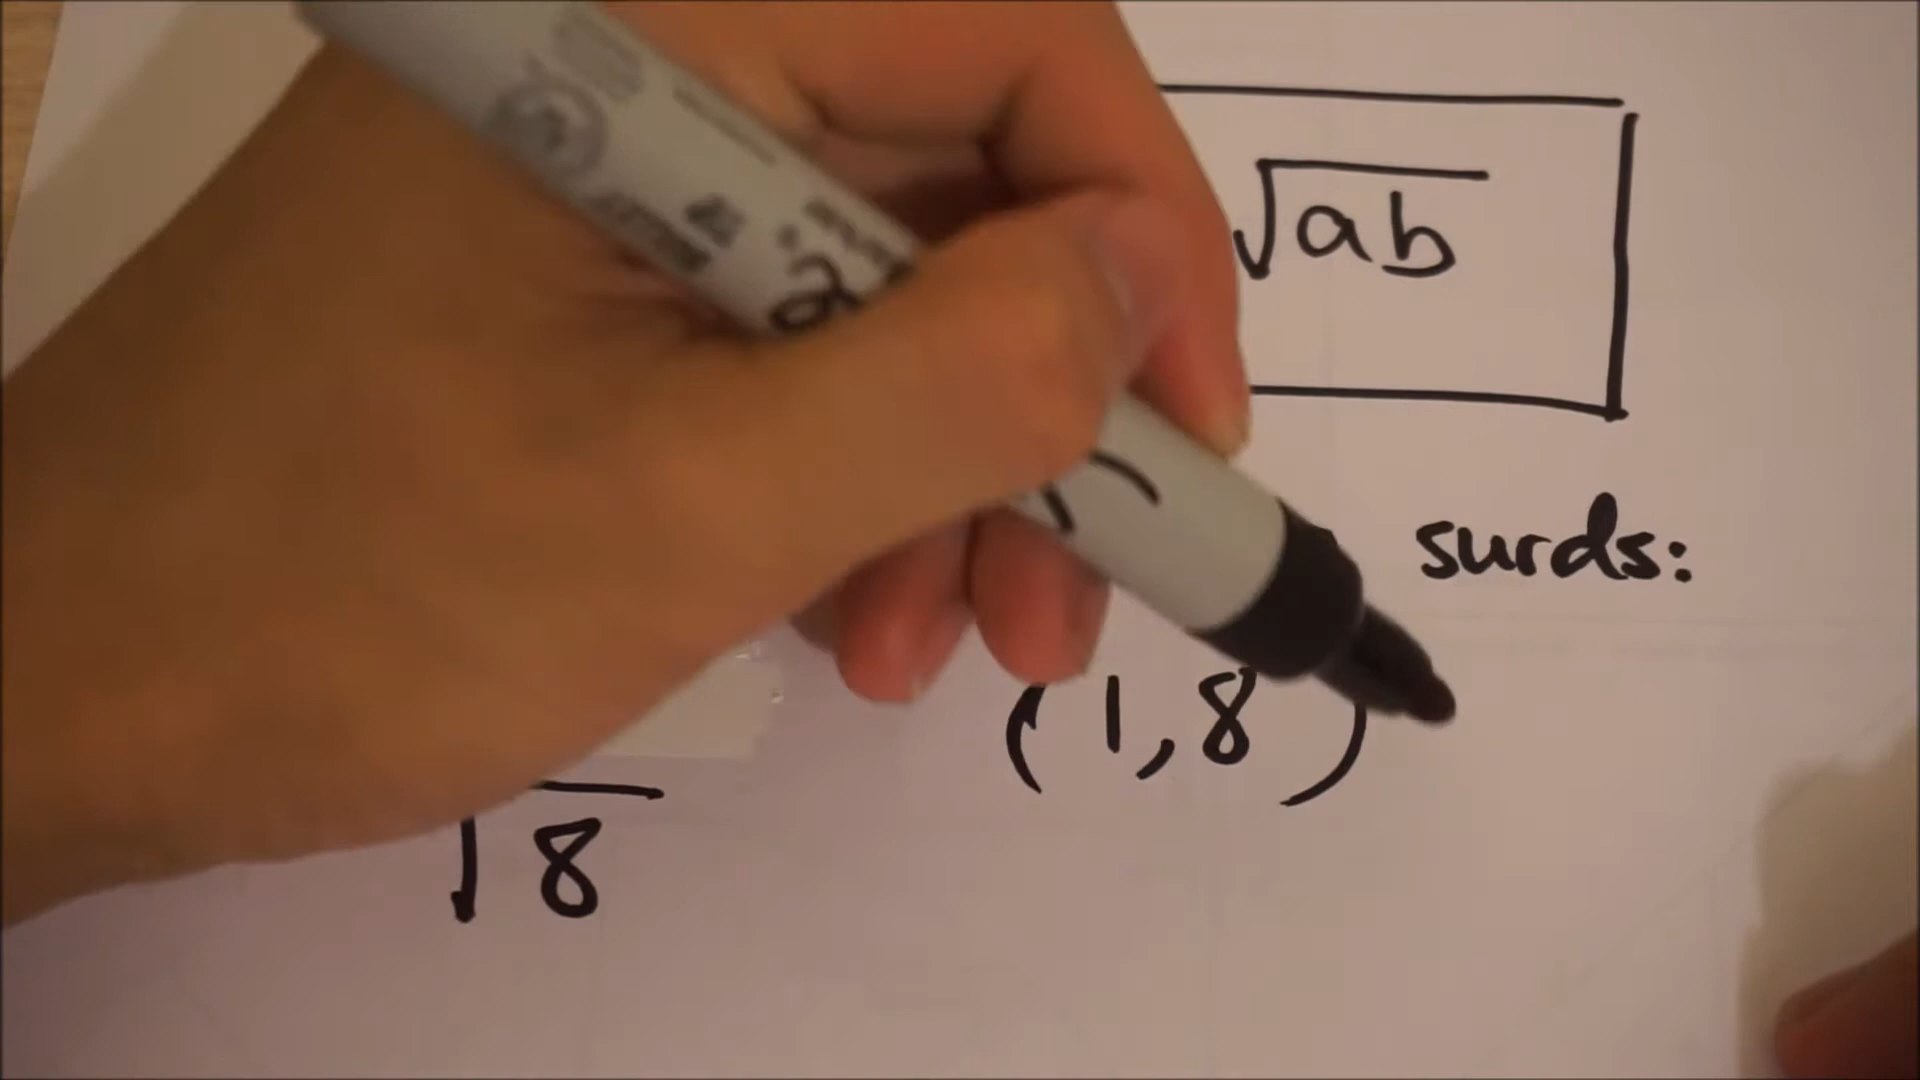 √ab
surds:
(1,8)
√8